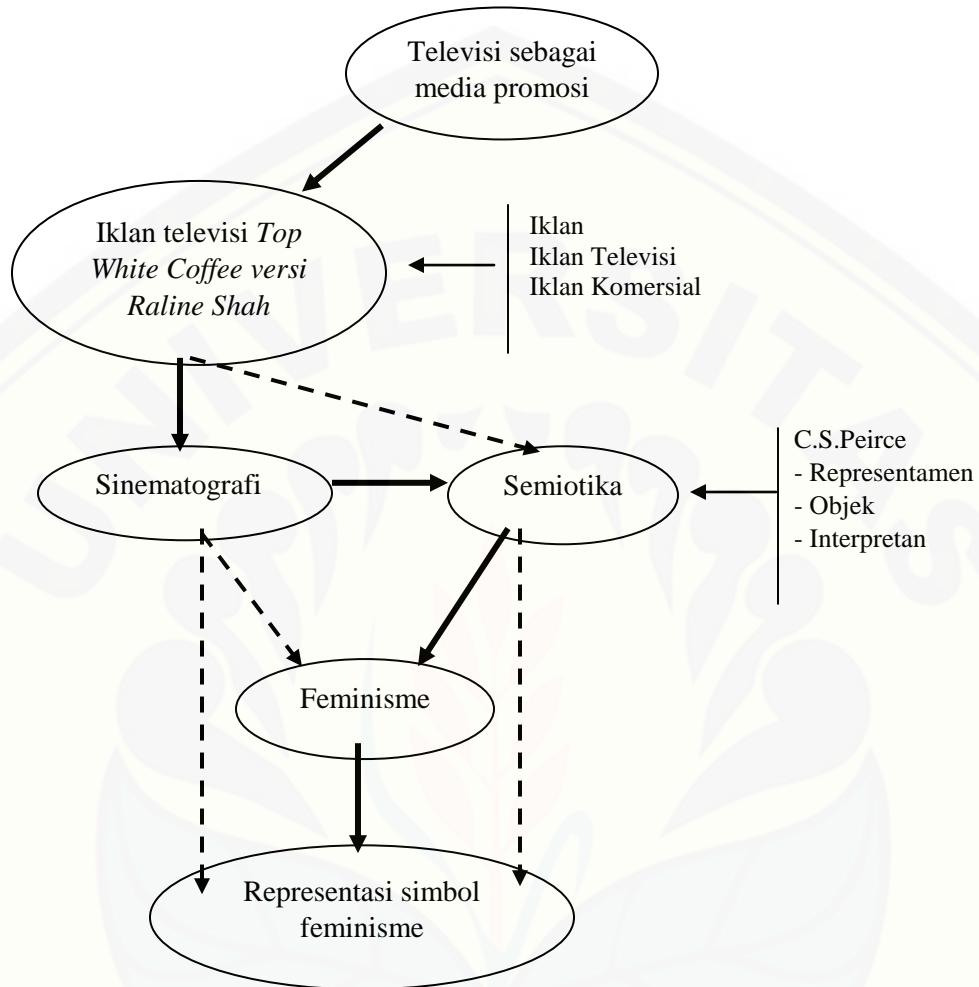 Televisi sebagai
media promosi
Iklan televisi Top
White Coffee versi
Raline Shah
Iklan
Iklan Televisi
Iklan Komersial
UNIVERSITAS
Sinematografi
Semiotika
C.S.Peirce
- Representamen
- Objek
- Interpretan
Feminisme
Representasi simbol
feminisme